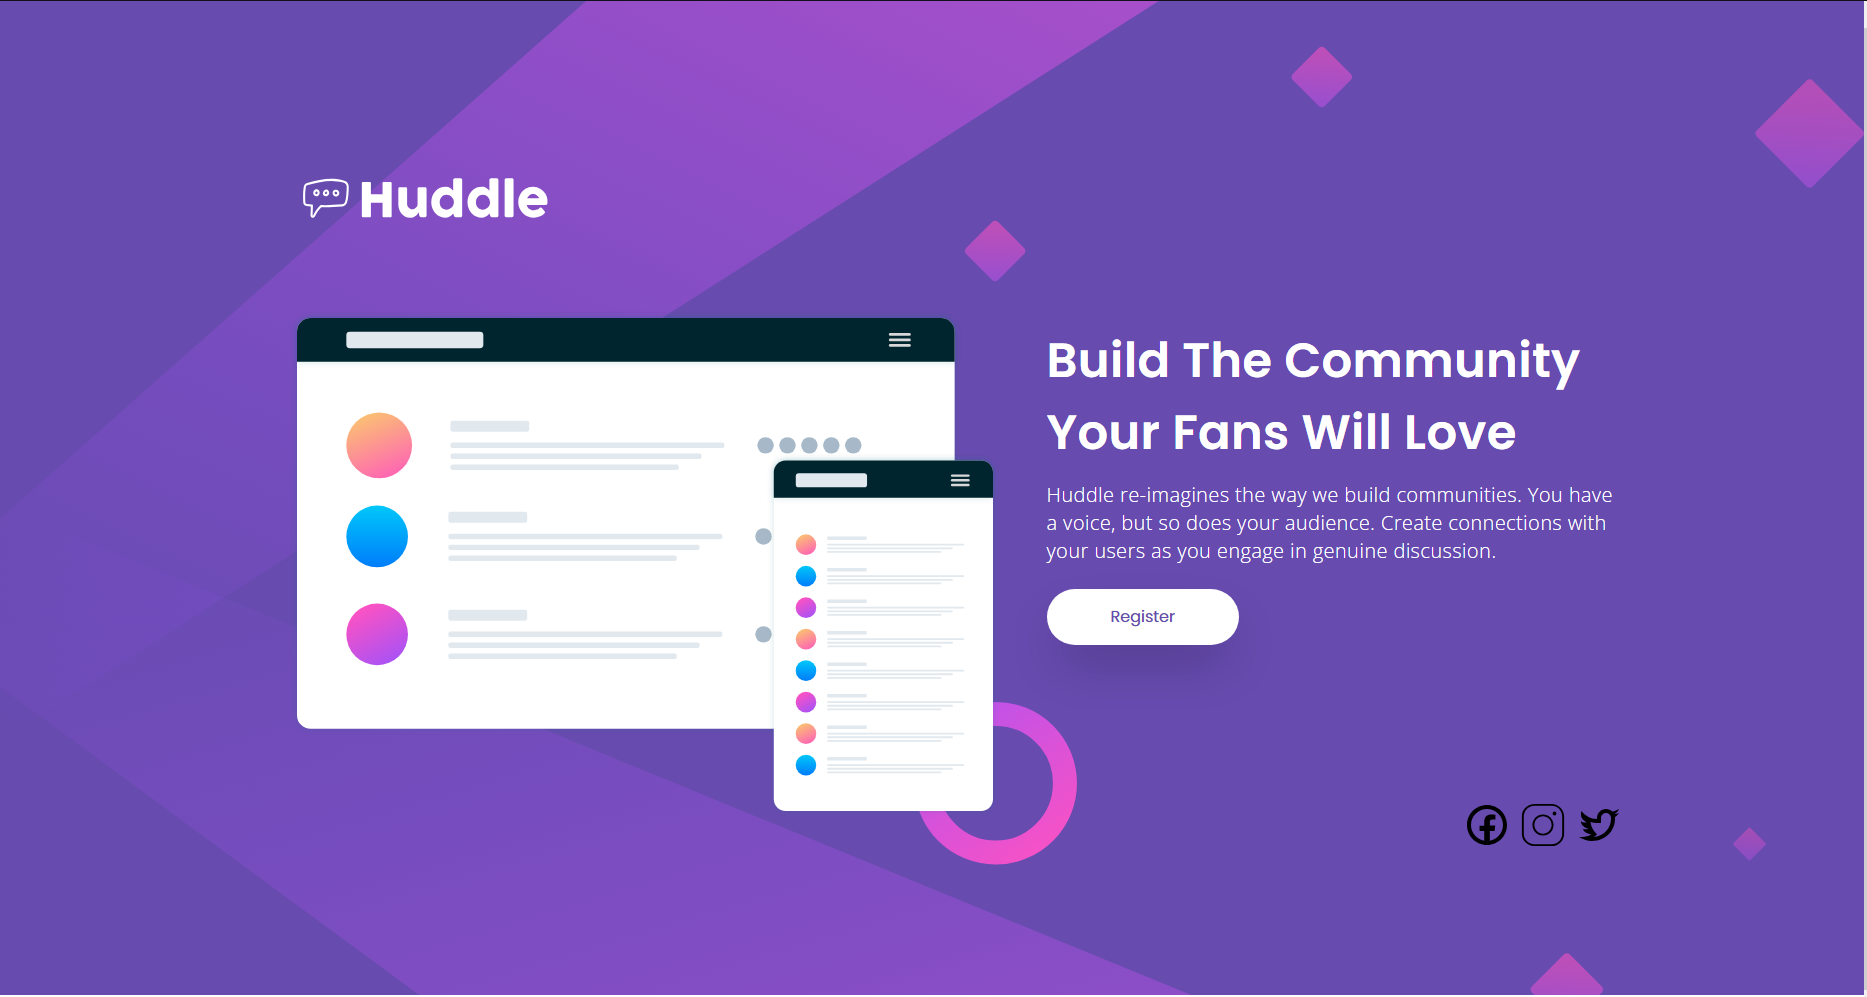 Huddle
Build The Community
Your Fans Will Love
Huddle re-imagines the way we build communities. You have
a voice, but so does your audience. Create connections with
your users as you engage in genuine discussion.
Register